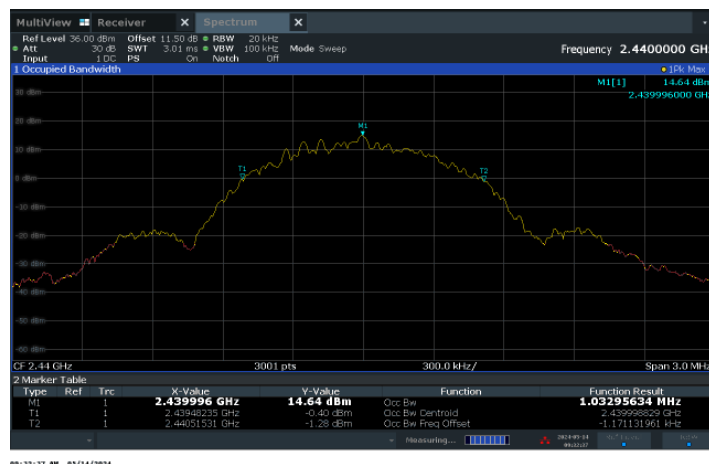 MultiView Receiver X Spectrum X
Ref Level 36.00 dBm Offset 11.50 dB RBW 20 kHz
Att 30 dB SWT 3.01 ms VBW 100 kHz Mode Sweep Frequency 2.4400000 GH
Input 1 DC PS On Notch Off
1 Occupied Bandwidth 1Pk Max
M1[1] 14.64 dBm
2.439996000 GH
30 dBm
20 dBm
M1
10 dBm
T1
T2
0 dBm
-10 dBm
-20 dBm
-30 dBm
-40 dBm
-50 dBm
-60 dBm
CF 2.44 GHz 3001 pts 300.0 kHz/ Span 3.0 MHz
2 Marker Table
Type Ref Trc X-Value Y-Value Function Function Result
M1 1 2.439996 GHz 14.64 dBm Occ Bw 1.03295634 MHz
T1 1 2.43948235 GHz -0.40 dBm Occ Bw Centroid 2.439998829 GHz
T2 1 2.44051531 GHz -1.28 dBm Occ Bw Freq Offset -1.171131961 kHz
Measuring...